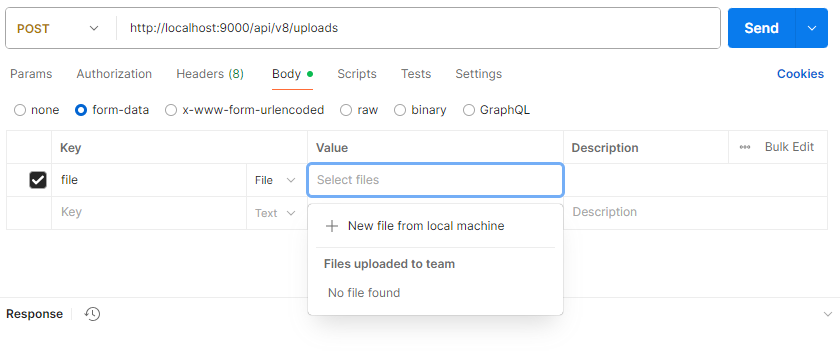 POST http://localhost:9000/api/v8/uploads Send
Params Authorization Headers (8) Body Scripts Tests Settings Cookies
none form-data x-www-form-urlencoded raw binary GraphQL
Key Value Description Bulk Edit
file File Select files
Key Text Description
New file from local machine
Files uploaded to team
No file found
Response